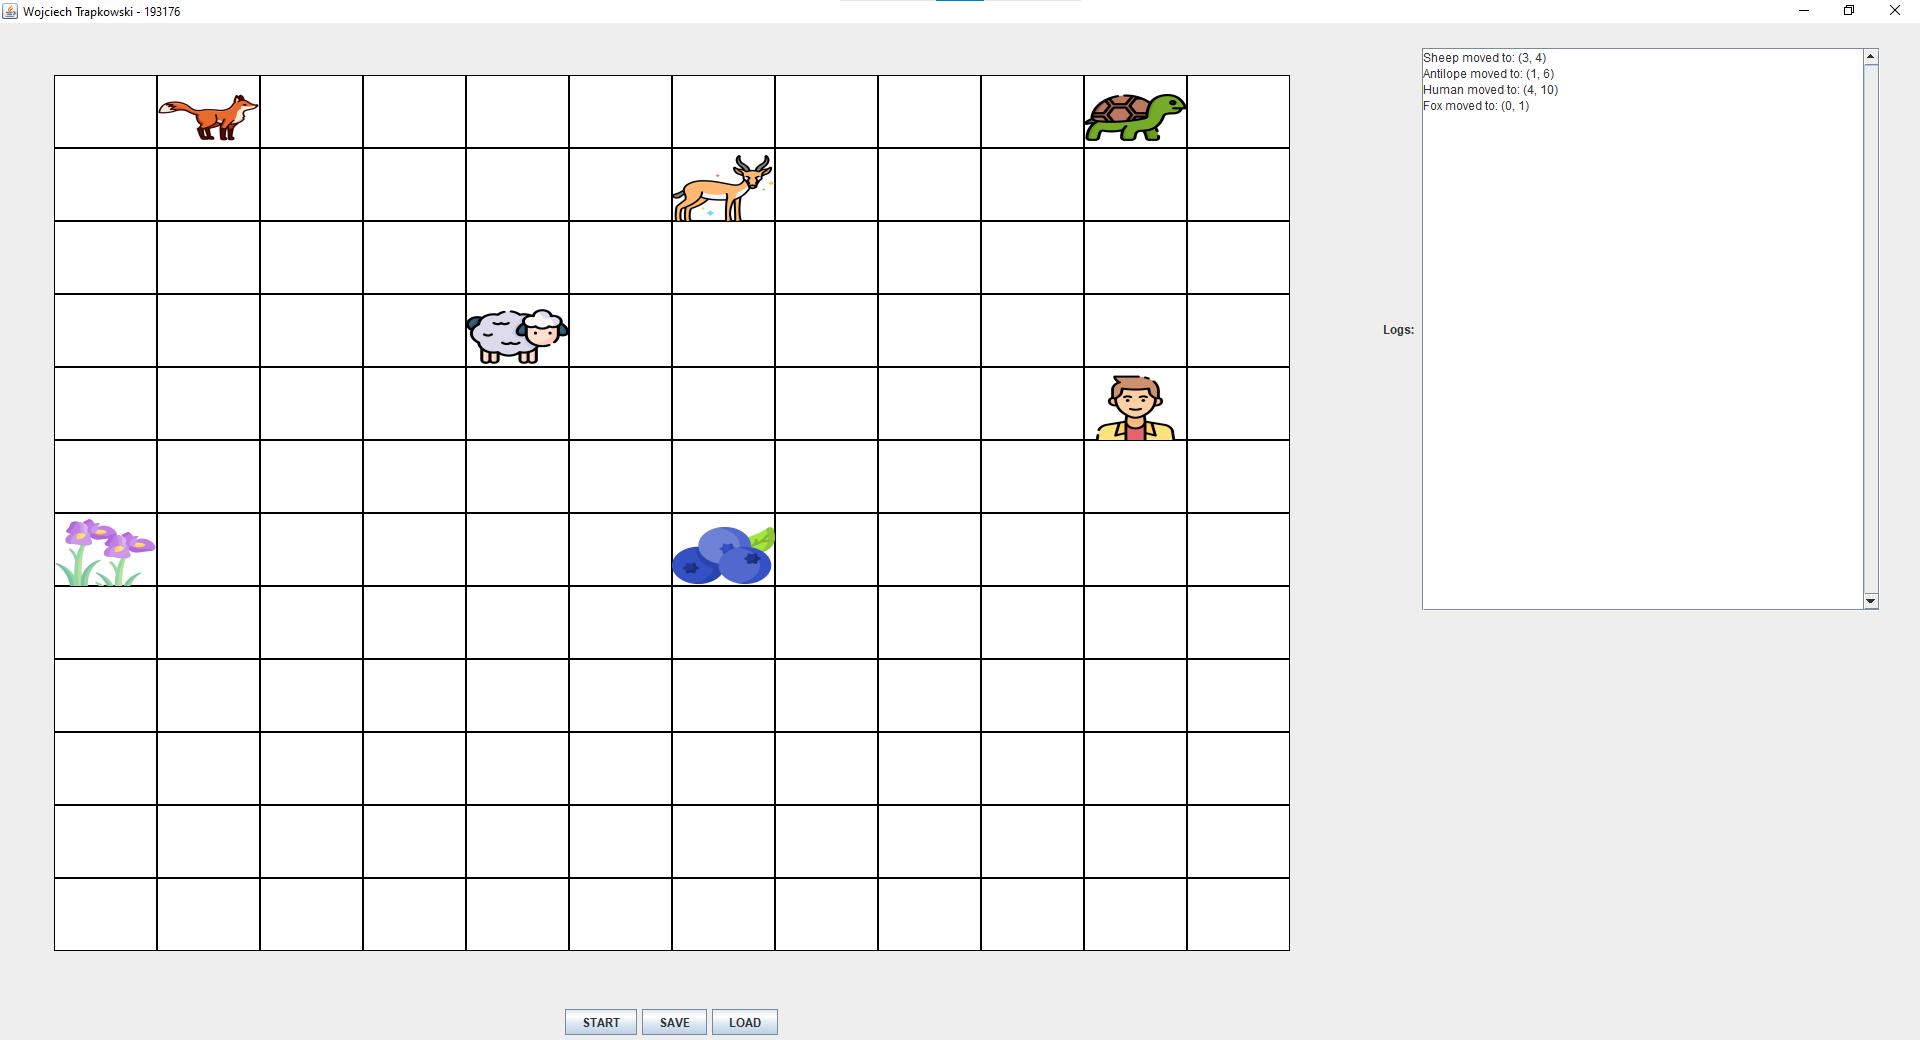 Wojciech Trapkowski - 193176
Sheep moved to: (3, 4)
Antilope moved to: (1, 6)
Human moved to: (4, 10)
Fox moved to: (0, 1)
Logs:
START SAVE LOAD